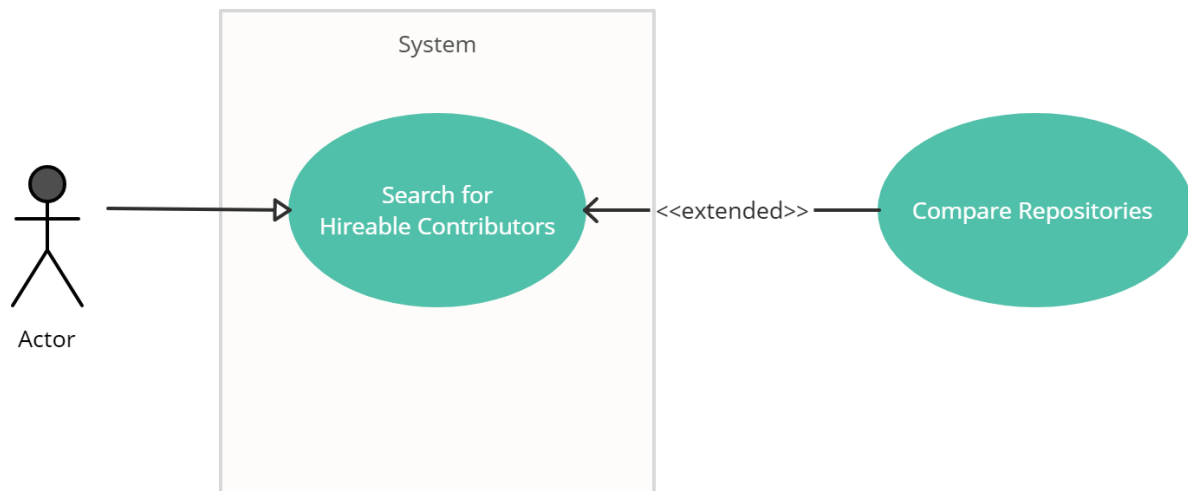 System
Search for
Hireable Contributors
<<extended>>
Compare Repositories
Actor